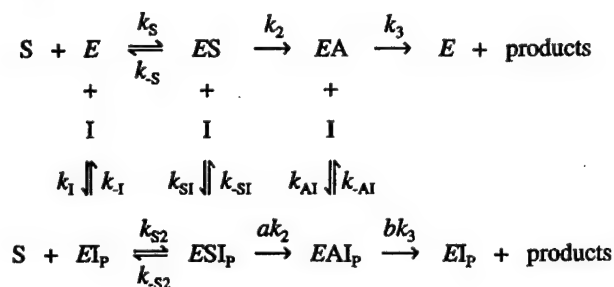 k_S k_2 k_3
S + E ⇌ ES → EA → E + products
k_-S
+ + +
I I I
k_I ⇌ k_-I k_SI ⇌ k_-SI k_AI ⇌ k_-AI
k_S2 ak_2 bk_3
S + EI_P ⇌ ESI_P → EAI_P → EI_P + products
k_-S2